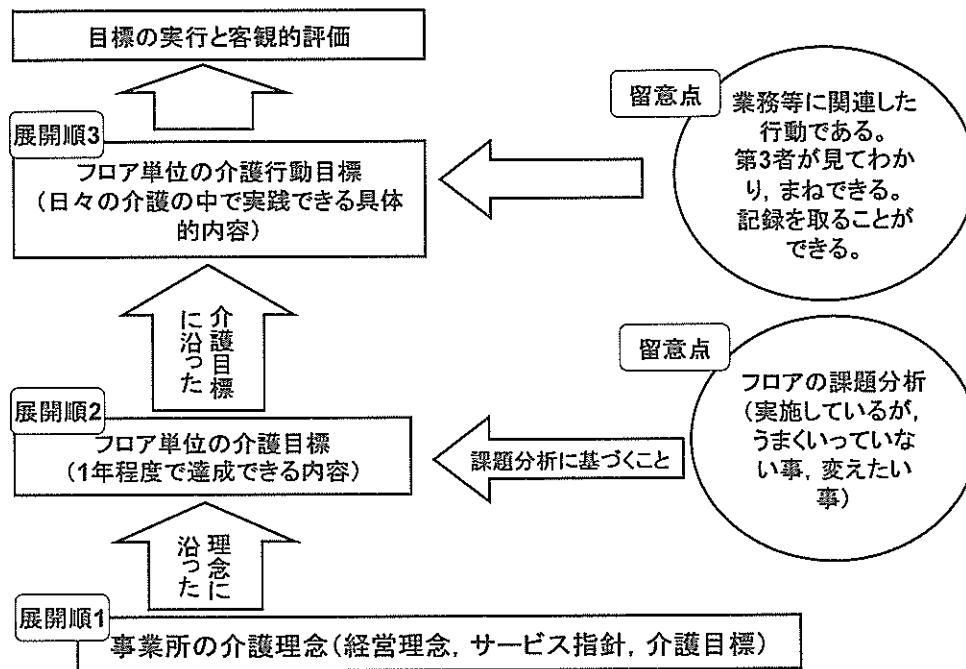 目標の実行と客観的評価
展開順3
フロア単位の介護行動目標
（日々の介護の中で実践できる具体
的内容）
留意点
業務等に関連した
行動である。
第3者が見てわか
り，まねできる。
記録を取ることが
できる。
介護目標
に沿った
展開順2
フロア単位の介護目標
（1年程度で達成できる内容）
課題分析に基づくこと
留意点
フロアの課題分析
（実施しているが，
うまくいっていな
い事，変えたい
事）
理念に
沿った
展開順1
事業所の介護理念（経営理念，サービス指針，介護目標）